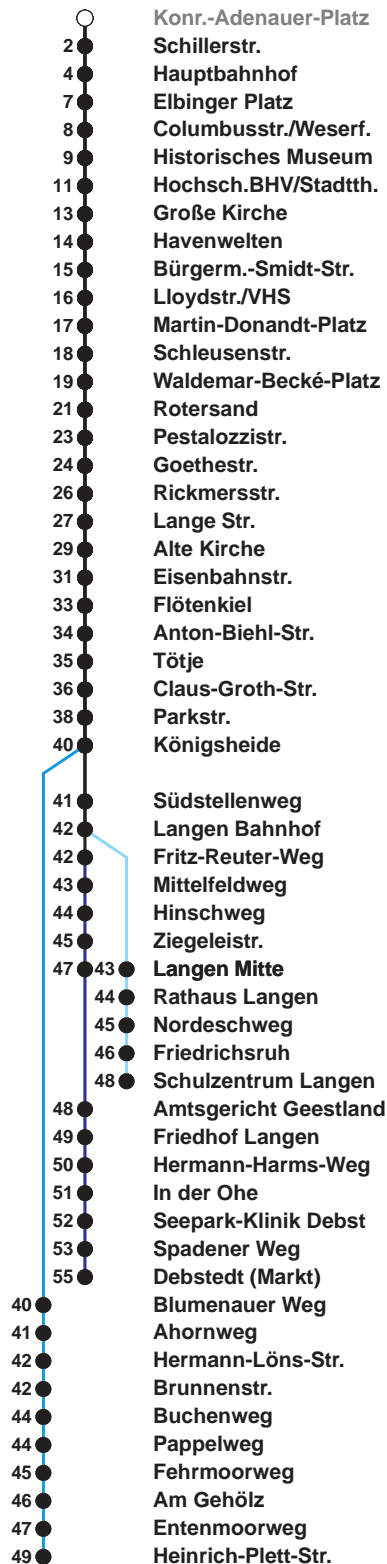 Konr.-Adenauer-Platz
2 Schillerstr.
4 Hauptbahnhof
7 Elbinger Platz
8 Columbusstr./Weserf.
9 Historisches Museum
11 Hochsch.BHV/Stadtth.
13 Große Kirche
14 Havenwelten
15 Bürgerm.-Smidt-Str.
16 Lloydstr./VHS
17 Martin-Donandt-Platz
18 Schleusenstr.
19 Waldemar-Becké-Platz
21 Rotersand
23 Pestalozzistr.
24 Goethestr.
26 Rickmersstr.
27 Lange Str.
29 Alte Kirche
31 Eisenbahnstr.
33 Flötenkiel
34 Anton-Biehl-Str.
35 Tötje
36 Claus-Groth-Str.
38 Parkstr.
40 Königsheide
41 Südstellenweg
42 Langen Bahnhof
42 Fritz-Reuter-Weg
43 Mittelfeldweg
44 Hinschweg
45 Ziegeleistr.
47 43 Langen Mitte
44 Rathaus Langen
45 Nordeschweg
46 Friedrichsruh
48 Schulzentrum Langen
48 Amtsgericht Geestland
49 Friedhof Langen
50 Hermann-Harms-Weg
51 In der Ohe
52 Seepark-Klinik Debst
53 Spadener Weg
55 Debstedt (Markt)
40 Blumenauer Weg
41 Ahornweg
42 Hermann-Löns-Str.
42 Brunnenstr.
44 Buchenweg
44 Pappelweg
45 Fehrmoorweg
46 Am Gehölz
47 Entenmoorweg
49 Heinrich-Plett-Str.